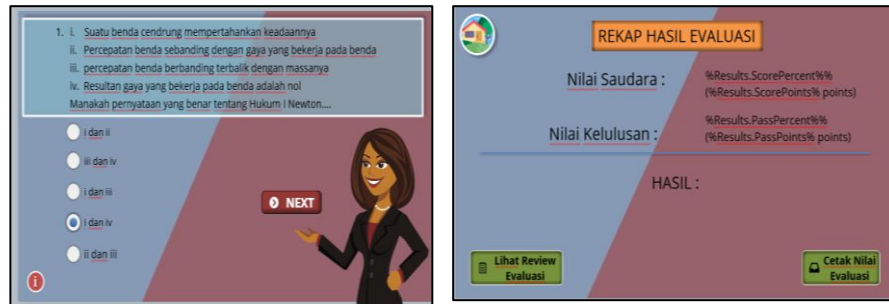 1. i. Suatu benda cendrung mempertahankan keadaannya
ii. Percepatan benda sebanding dengan gaya yang bekerja pada benda
iii. percepatan benda berbanding terbalik dengan massanya
iv. Resultan gaya yang bekerja pada benda adalah nol
Manakah pernyataan yang benar tentang Hukum I Newton....
i dan ii
iii dan iv
i dan iii
i dan iv
ii dan iii
NEXT
i
REKAP HASIL EVALUASI
Nilai Saudara :
%Results.ScorePercent%%
(%Results.ScorePoints% points)
Nilai Kelulusan :
%Results.PassPercent%%
(%Results.PassPoints% points)
HASIL :
Lihat Review
Evaluasi
Cetak Nilai
Evaluasi